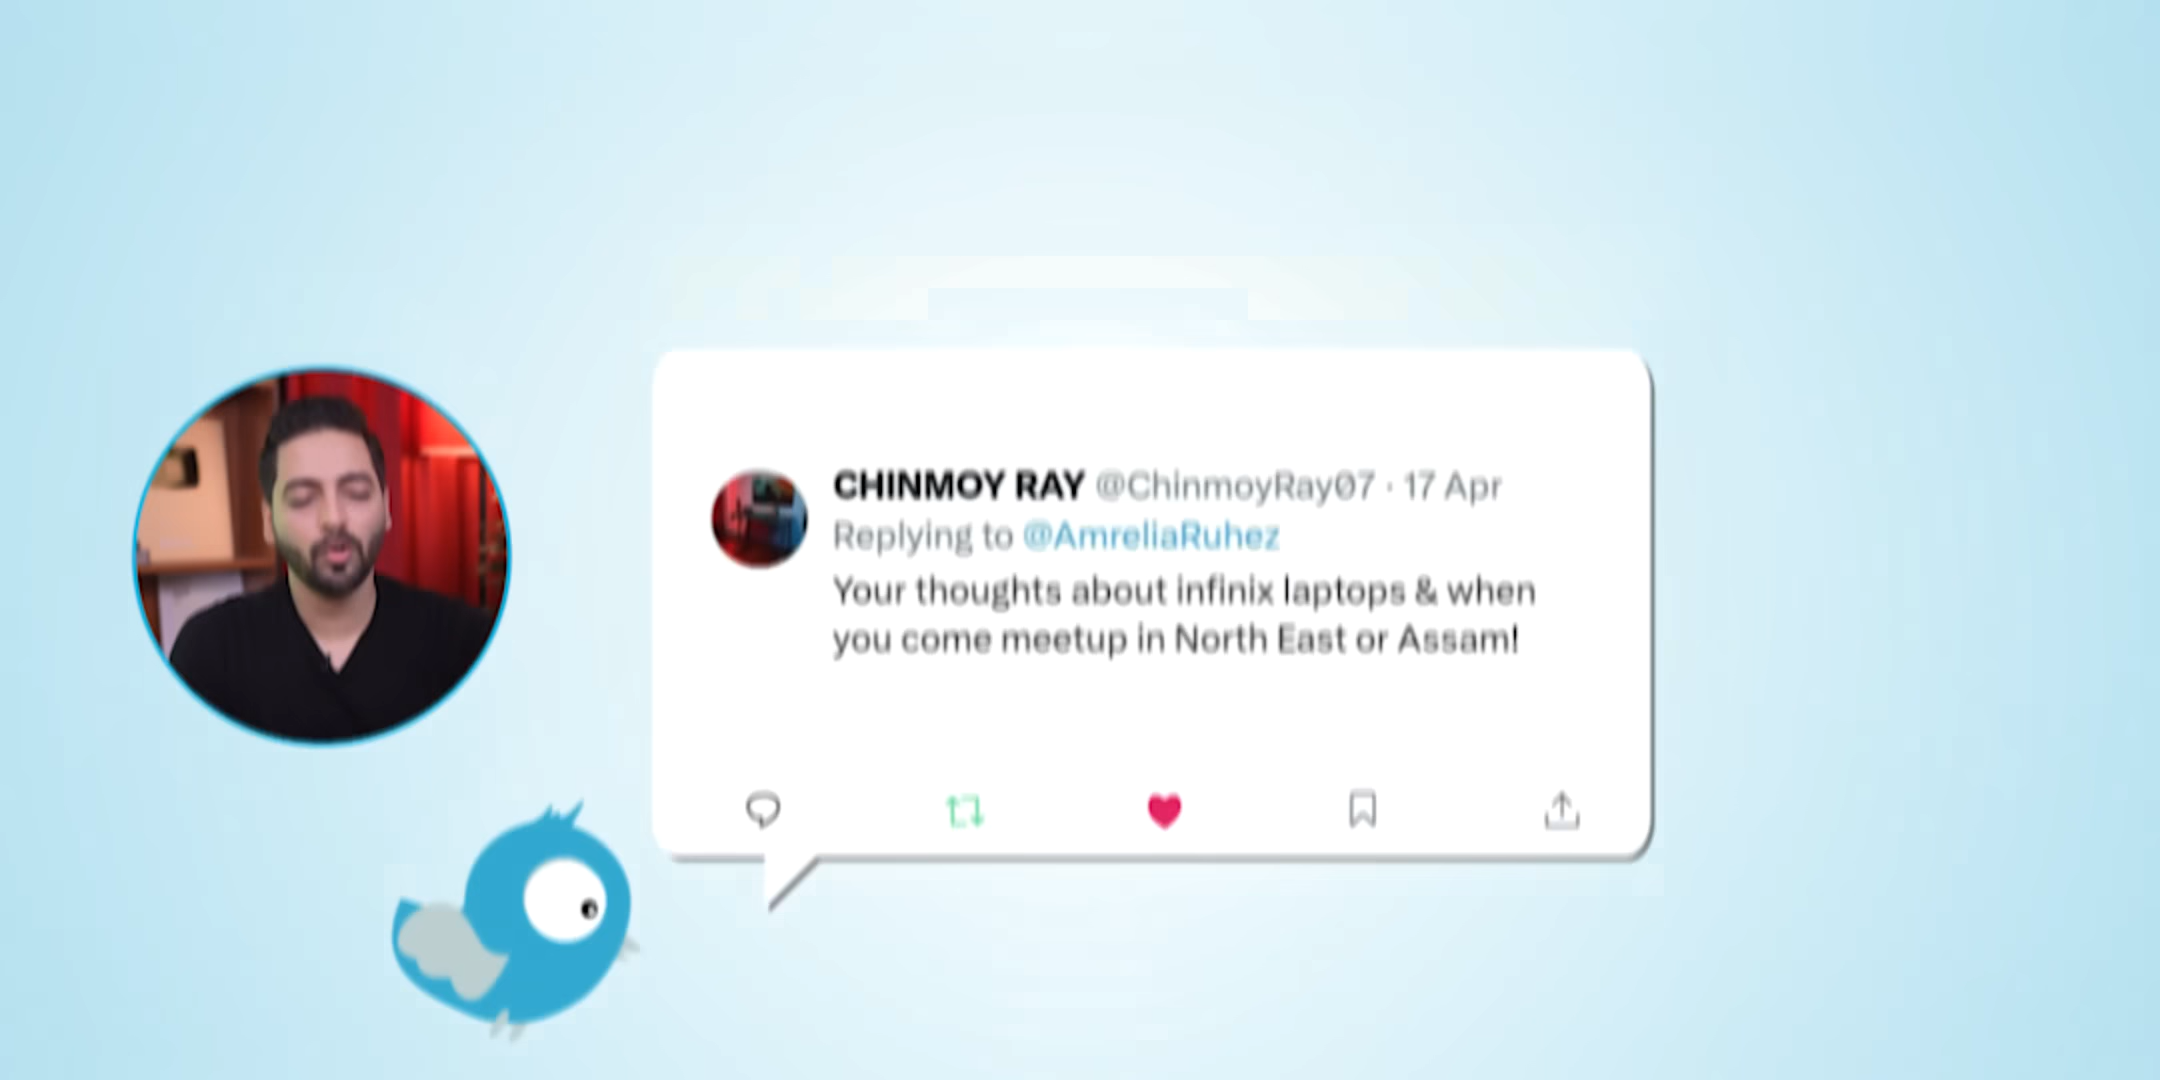 CHINMOY RAY @ChinmoyRay07 · 17 Apr
Replying to @AmreliaRuhez
Your thoughts about infinix laptops & when
you come meetup in North East or Assam!